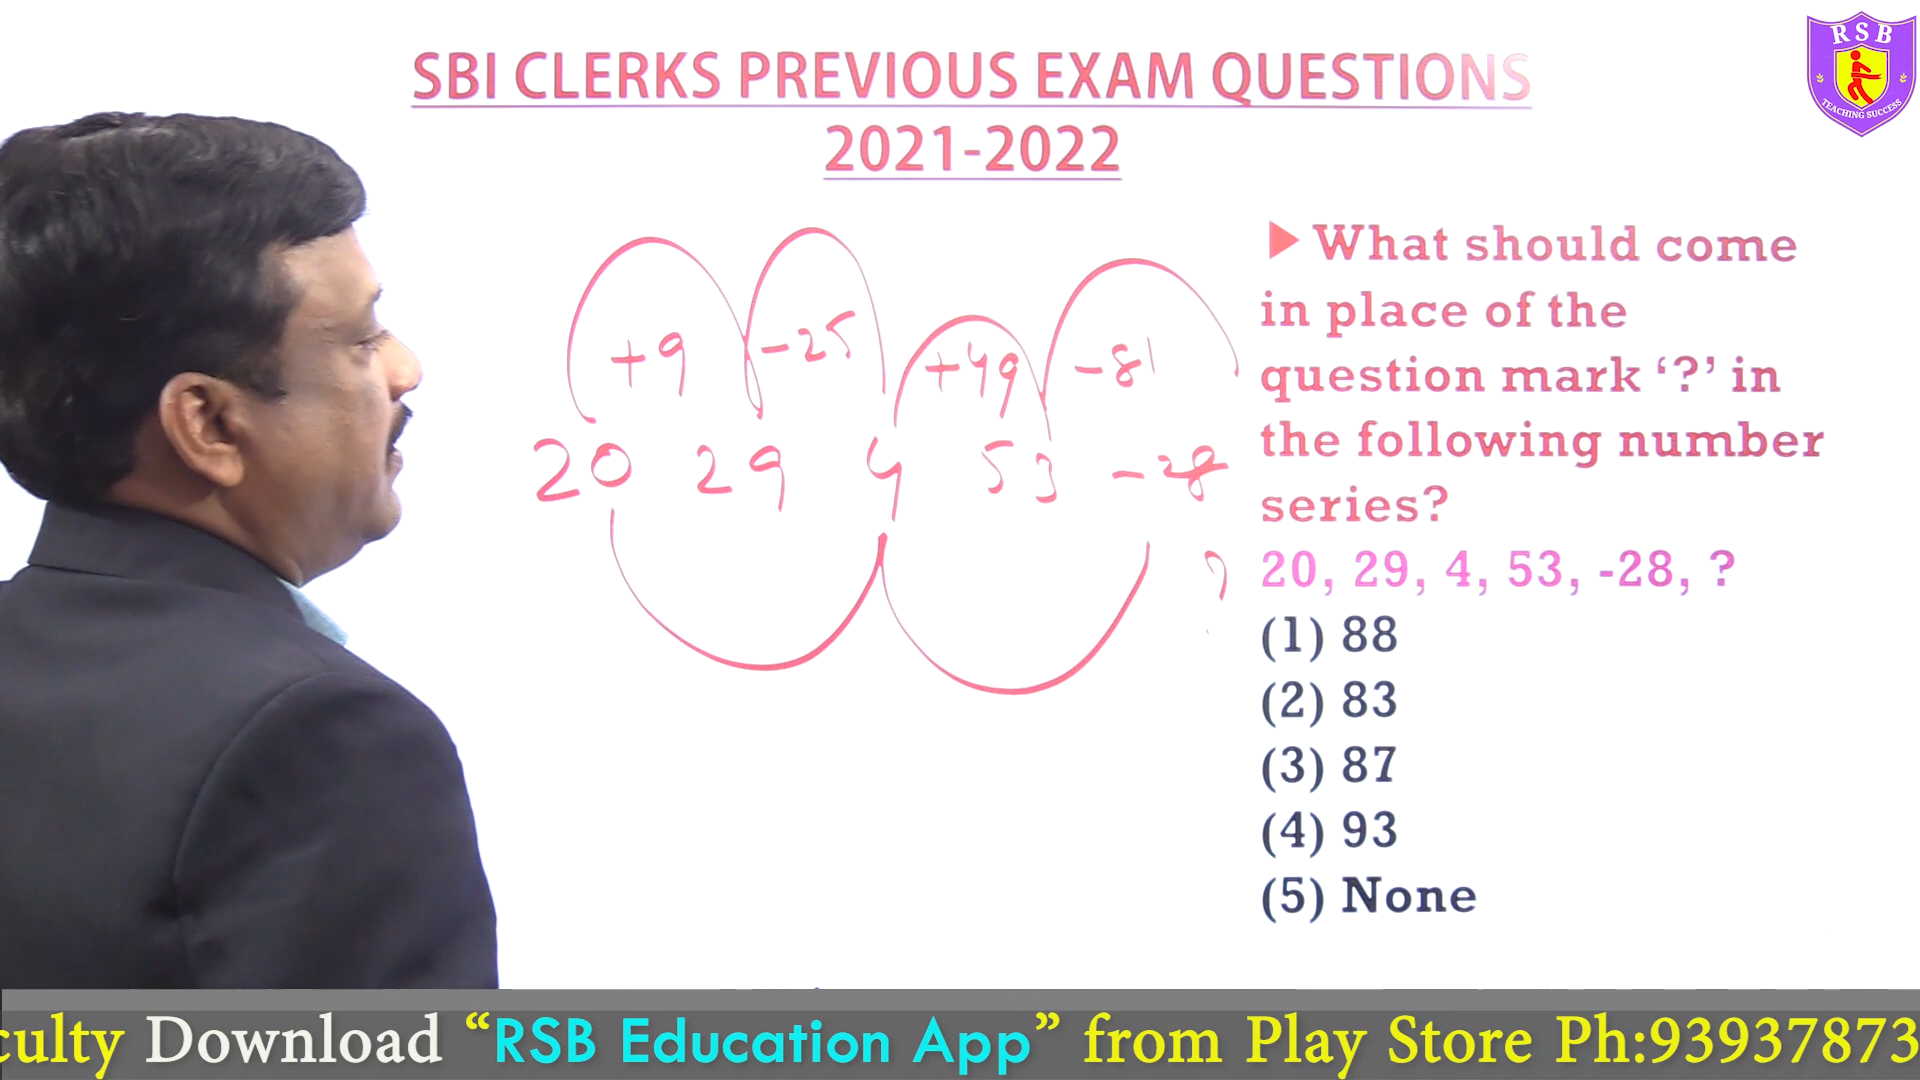 SBI CLERKS PREVIOUS EXAM QUESTIONS
2021-2022
RSB
TEACHING SUCCESS
+9 -25 +49 -81
20 29 4 53 -28
?
▶ What should come
in place of the
question mark ‘?’ in
the following number
series?
20, 29, 4, 53, -28, ?
(1) 88
(2) 83
(3) 87
(4) 93
(5) None
culty Download “RSB Education App” from Play Store Ph:93937873